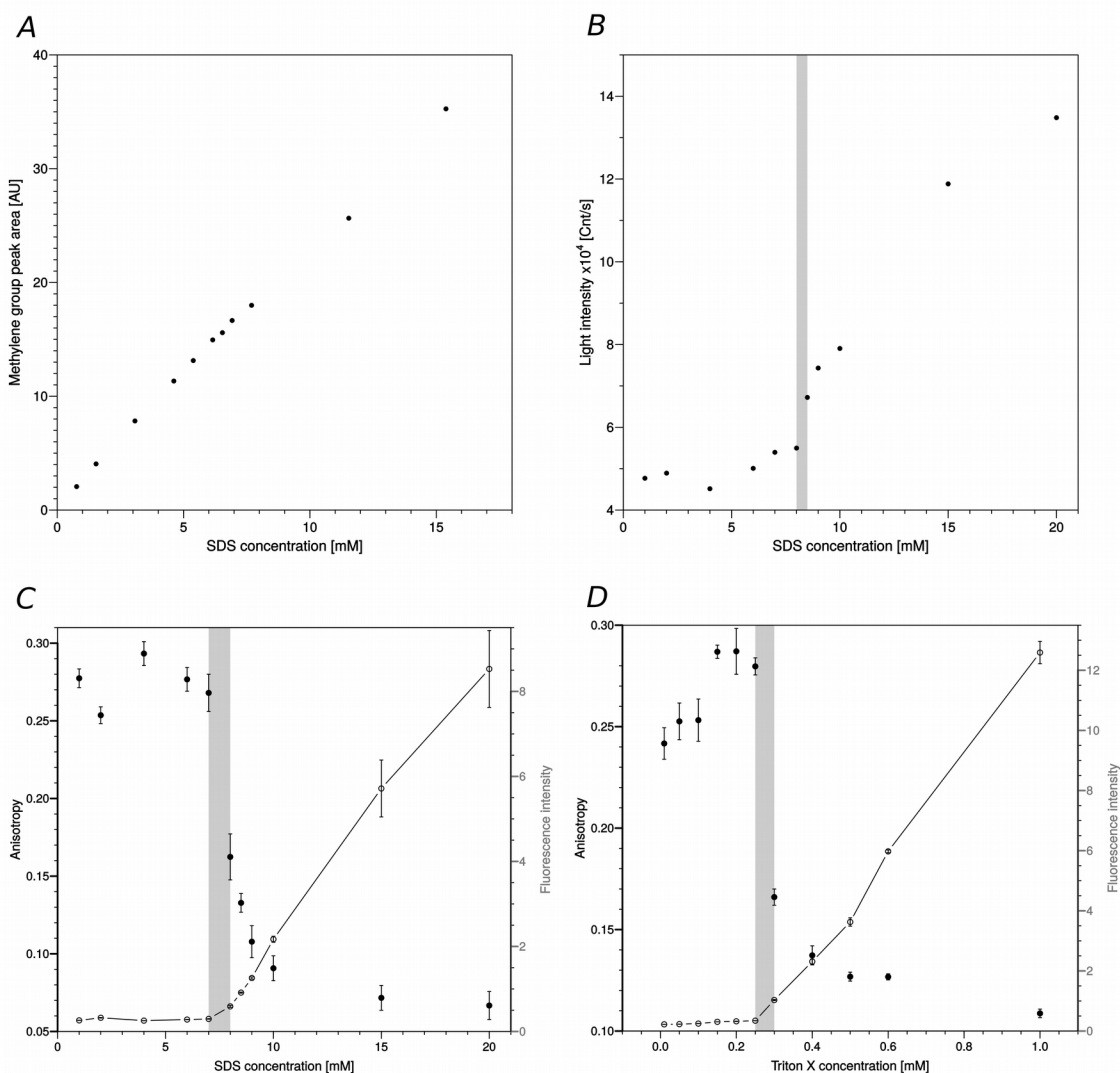 A
40
30
20
10
0
Methylene group peak area [AU]
0 5 10 15
SDS concentration [mM]
B
14
12
10
8
6
4
Light intensity x10⁴ [Cnt/s]
0 5 10 15 20
SDS concentration [mM]
C
0.30
0.25
0.20
0.15
0.10
0.05
Anisotropy
8
6
4
2
0
Fluorescence intensity
0 5 10 15 20
SDS concentration [mM]
D
0.30
0.25
0.20
0.15
0.10
Anisotropy
12
10
8
6
4
2
0
Fluorescence intensity
0.0 0.2 0.4 0.6 0.8 1.0
Triton X concentration [mM]